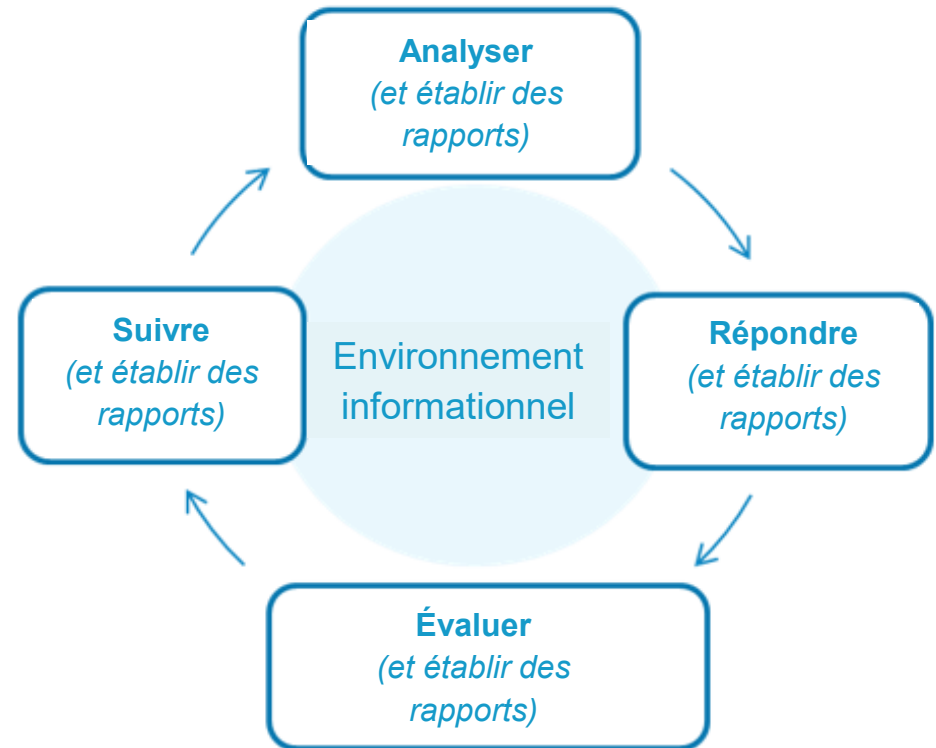 Analyser
(et établir des
rapports)
Suivre
(et établir des
rapports)
Environnement
informationnel
Répondre
(et établir des
rapports)
Évaluer
(et établir des
rapports)